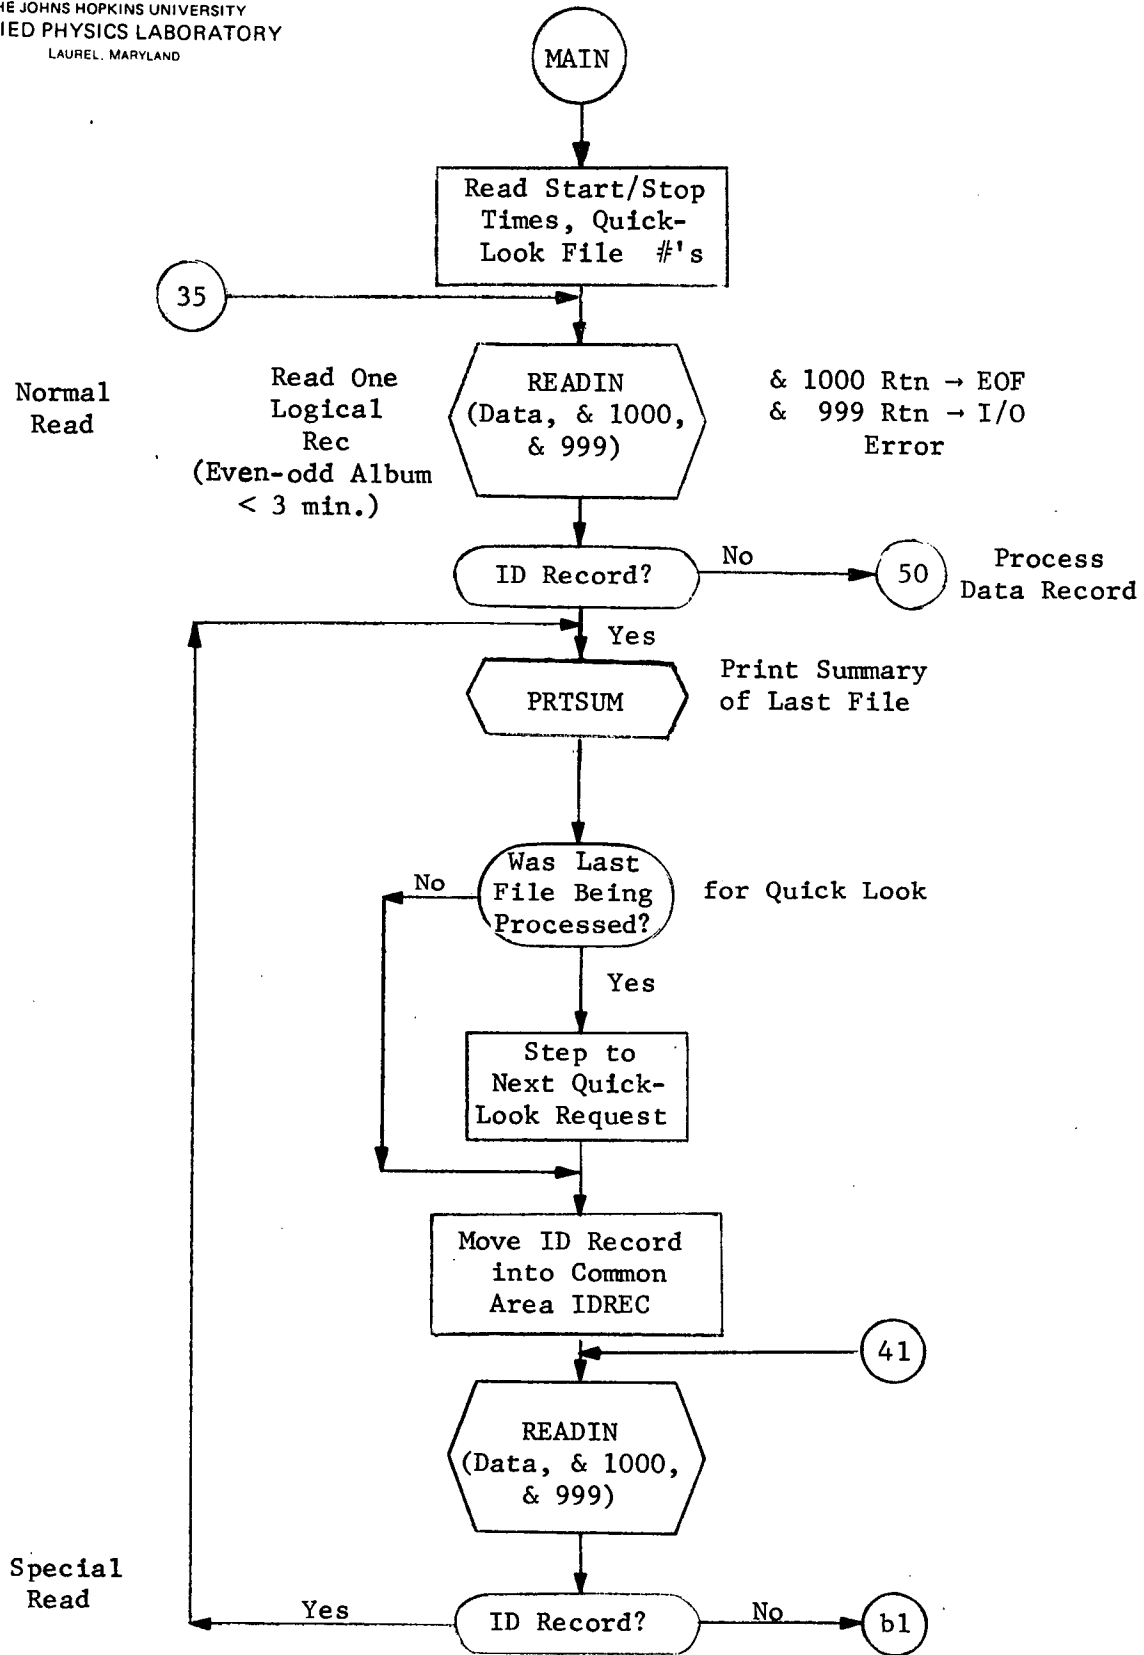 HE JOHNS HOPKINS UNIVERSITY
IED PHYSICS LABORATORY
LAUREL, MARYLAND
MAIN
Read Start/Stop
Times, Quick-
Look File #'s
35
Normal
Read
Read One
Logical
Rec
(Even-odd Album
< 3 min.)
READIN
(Data, & 1000,
& 999)
& 1000 Rtn → EOF
& 999 Rtn → I/O
Error
ID Record?
No
50
Process
Data Record
Yes
PRTSUM
Print Summary
of Last File
Was Last
File Being
Processed?
No
for Quick Look
Yes
Step to
Next Quick-
Look Request
Move ID Record
into Common
Area IDREC
41
READIN
(Data, & 1000,
& 999)
Special
Read
Yes
ID Record?
No
b1